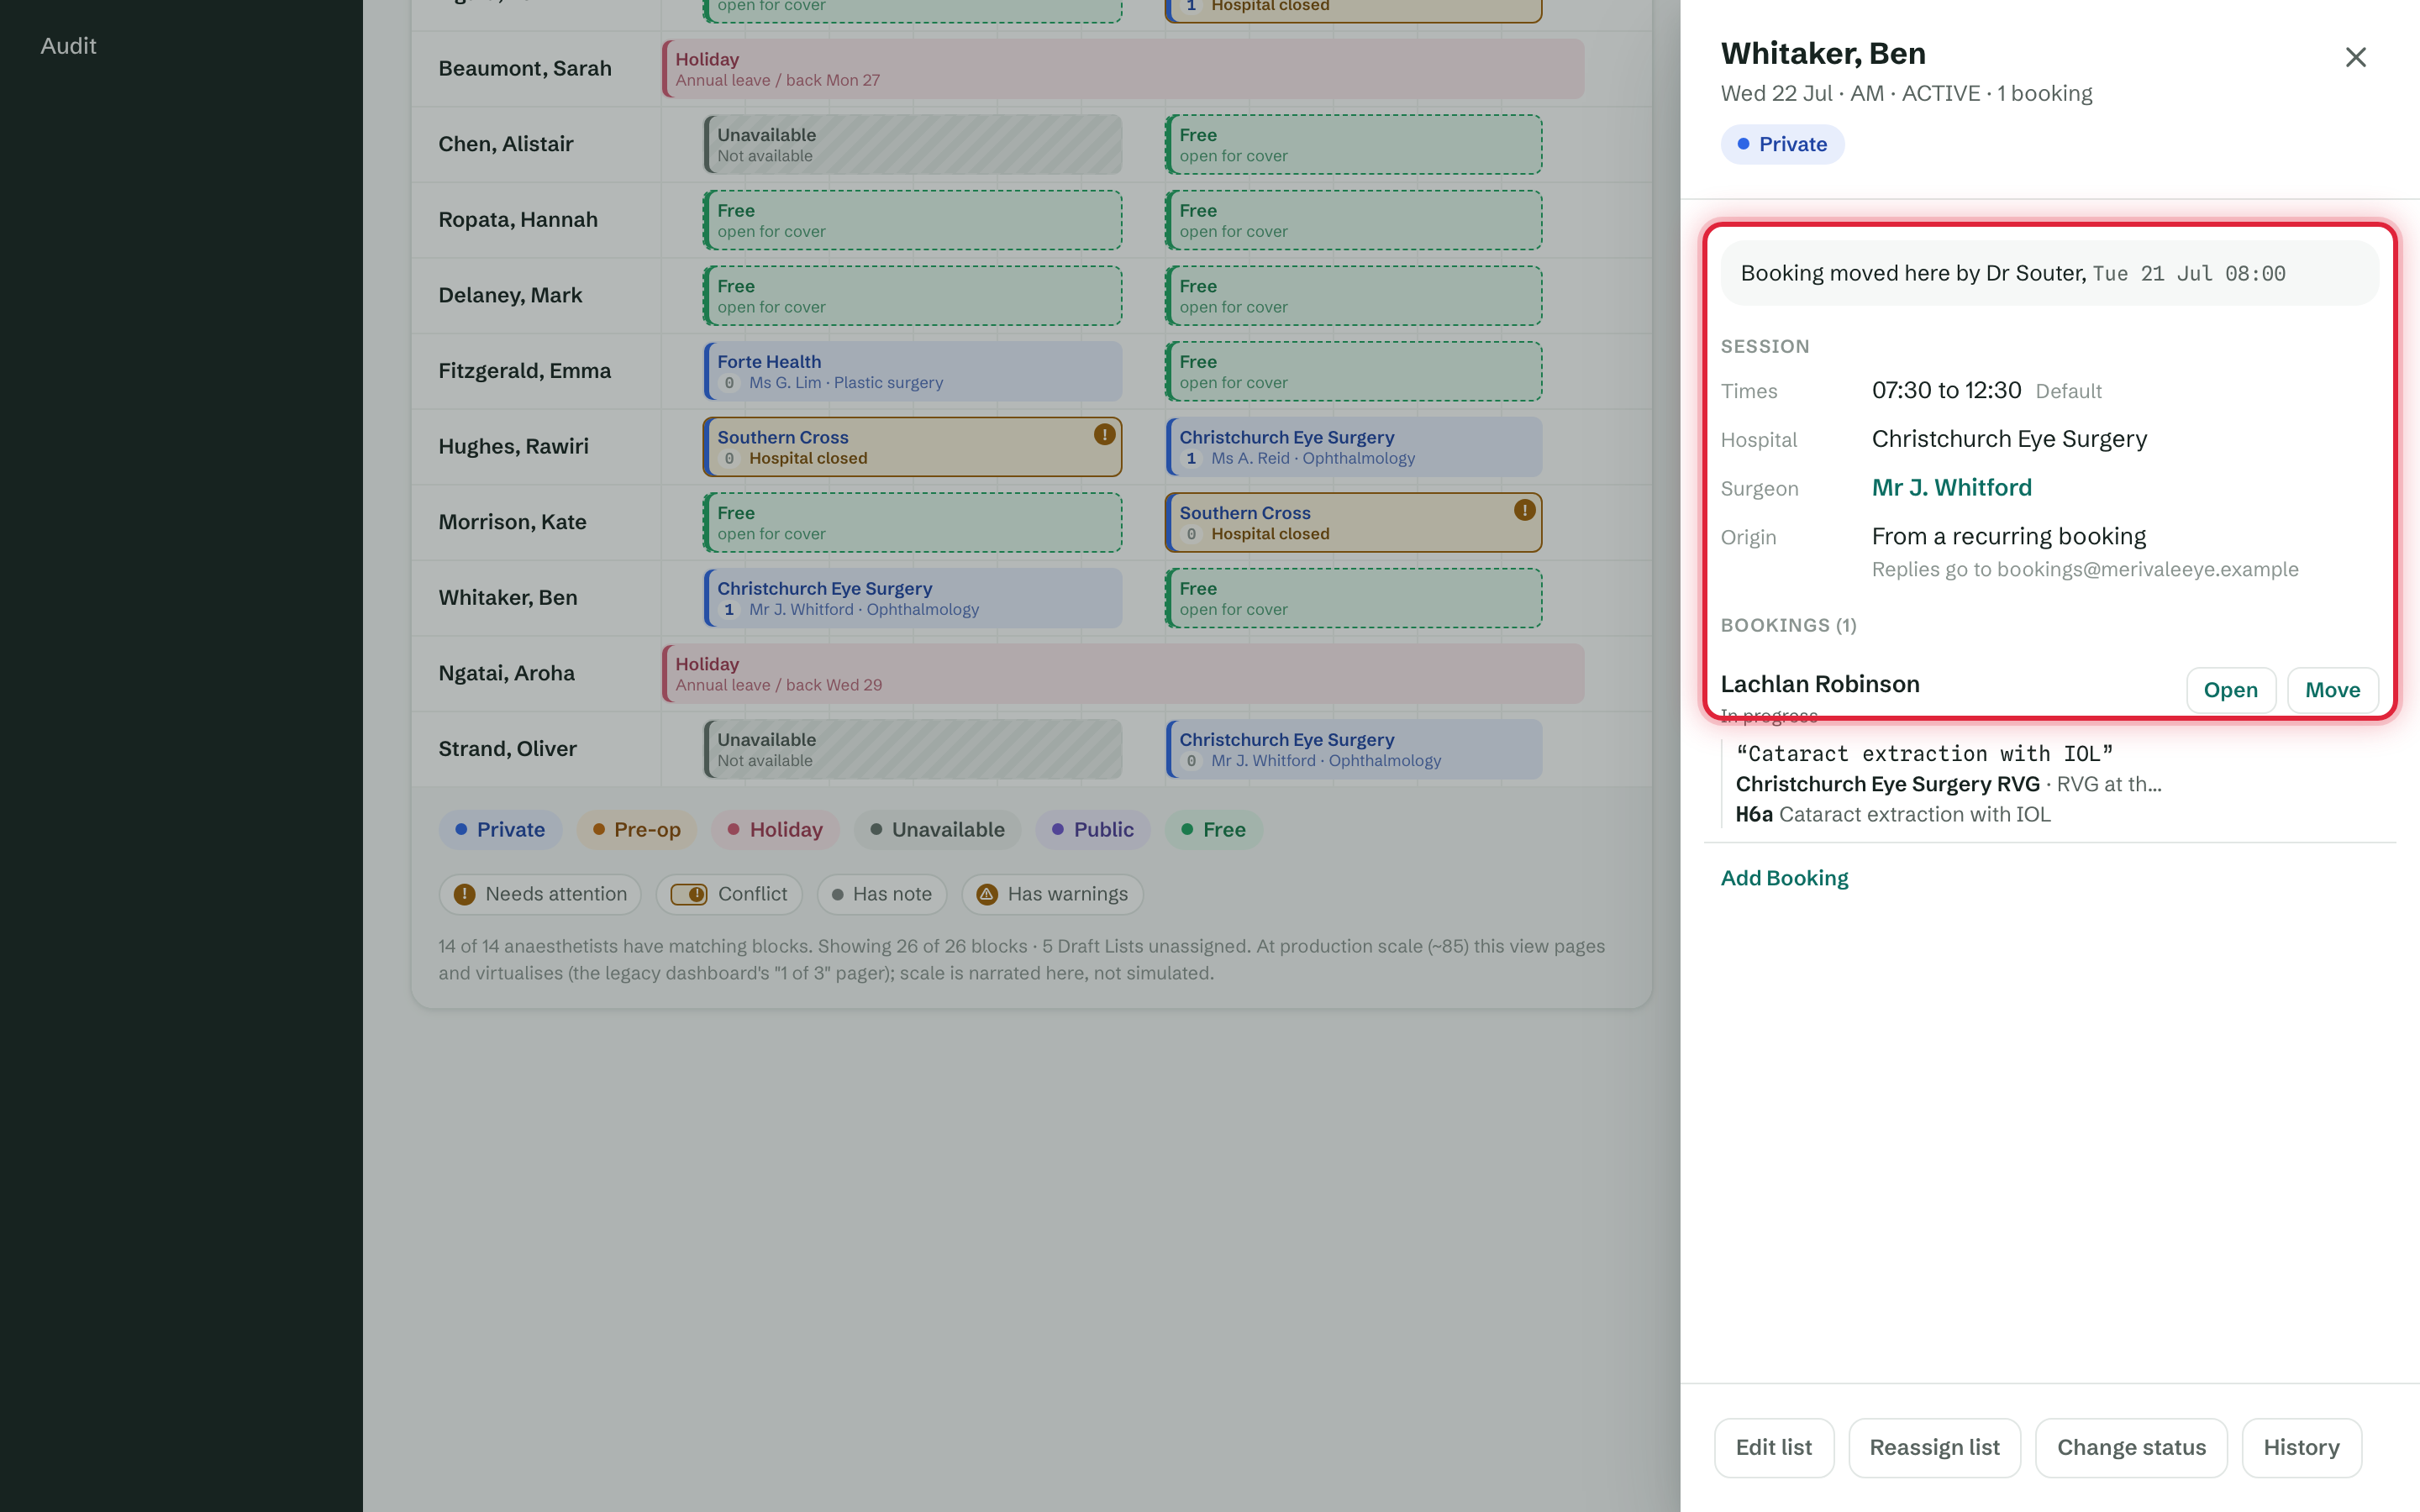 Audit
open for cover
1 Hospital closed
Beaumont, Sarah
Holiday
Annual leave / back Mon 27
Chen, Alistair
Unavailable
Not available
Free
open for cover
Ropata, Hannah
Free
open for cover
Free
open for cover
Delaney, Mark
Free
open for cover
Free
open for cover
Fitzgerald, Emma
Forte Health
0 Ms G. Lim · Plastic surgery
Free
open for cover
Hughes, Rawiri
Southern Cross
0 Hospital closed
Christchurch Eye Surgery
1 Ms A. Reid · Ophthalmology
Morrison, Kate
Free
open for cover
Southern Cross
0 Hospital closed
Whitaker, Ben
Christchurch Eye Surgery
1 Mr J. Whitford · Ophthalmology
Free
open for cover
Ngatai, Aroha
Holiday
Annual leave / back Wed 29
Strand, Oliver
Unavailable
Not available
Christchurch Eye Surgery
0 Mr J. Whitford · Ophthalmology
Private Pre-op Holiday Unavailable Public Free
Needs attention Conflict Has note Has warnings
14 of 14 anaesthetists have matching blocks. Showing 26 of 26 blocks · 5 Draft Lists unassigned. At production scale (~85) this view pages
and virtualises (the legacy dashboard's "1 of 3" pager); scale is narrated here, not simulated.
Whitaker, Ben
Wed 22 Jul · AM · ACTIVE · 1 booking
Private
Booking moved here by Dr Souter, Tue 21 Jul 08:00
SESSION
Times 07:30 to 12:30 Default
Hospital Christchurch Eye Surgery
Surgeon Mr J. Whitford
Origin From a recurring booking
Replies go to bookings@merivaleeye.example
BOOKINGS (1)
Lachlan Robinson Open Move
In progress
“Cataract extraction with IOL”
Christchurch Eye Surgery RVG · RVG at th...
H6a Cataract extraction with IOL
Add Booking
Edit list Reassign list Change status History